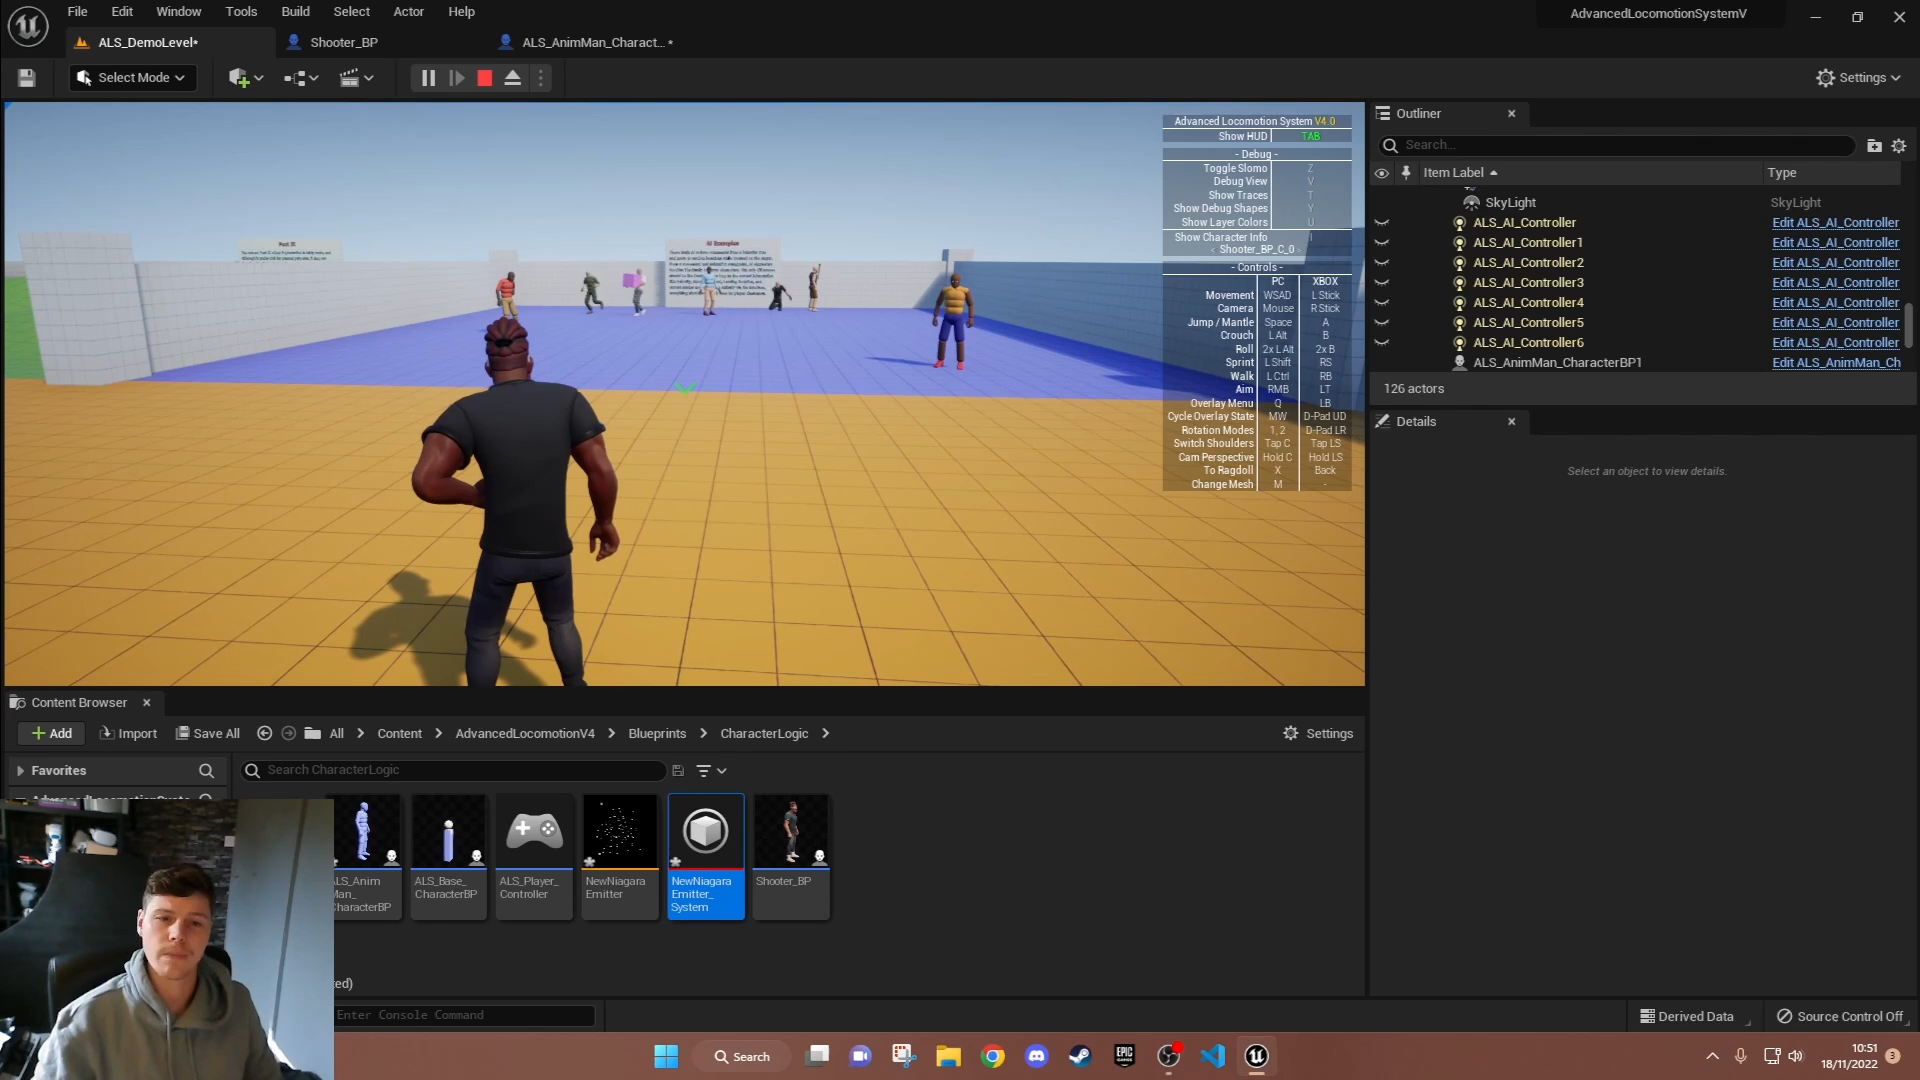 File Edit Window Tools Build Select Actor Help
AdvancedLocomotionSystemV
ALS_DemoLevel*
Shooter_BP
ALS_AnimMan_Charact... *
Select Mode
Settings
Advanced Locomotion System V4.0
Show HUD TAB
- Debug -
Toggle Slomo Z
Debug View V
Show Traces T
Show Debug Shapes Y
Show Layer Colors U
Show Character Info I
< Shooter_BP_C_0 >
- Controls -
PC XBOX
Movement WSAD L Stick
Camera Mouse R Stick
Jump / Mantle Space A
Crouch L Alt B
Roll 2x L Alt 2x B
Sprint L Shift RS
Walk L Ctrl RB
Aim RMB LT
Overlay Menu Q LB
Cycle Overlay State MW D-Pad UD
Rotation Modes 1, 2 D-Pad LR
Switch Shoulders Tap C Tap LS
Cam Perspective Hold C Hold LS
To Ragdoll X Back
Change Mesh M -
AI Examples
Outliner
Search...
Item Label Type
SkyLight SkyLight
ALS_AI_Controller Edit ALS_AI_Controller
ALS_AI_Controller1 Edit ALS_AI_Controller
ALS_AI_Controller2 Edit ALS_AI_Controller
ALS_AI_Controller3 Edit ALS_AI_Controller
ALS_AI_Controller4 Edit ALS_AI_Controller
ALS_AI_Controller5 Edit ALS_AI_Controller
ALS_AI_Controller6 Edit ALS_AI_Controller
ALS_AnimMan_CharacterBP1 Edit ALS_AnimMan_Ch
126 actors
Details
Select an object to view details.
Content Browser
Add Import Save All All Content AdvancedLocomotionV4 Blueprints CharacterLogic Settings
Favorites
Search CharacterLogic
ALS_Anim
Man_
CharacterBP
ALS_Base_
CharacterBP
ALS_Player_
Controller
NewNiagara
Emitter
NewNiagara
Emitter_
System
Shooter_BP
ted)
Enter Console Command
Derived Data
Source Control Off
Search
EPIC
GAMES
10:51
18/11/2022
3